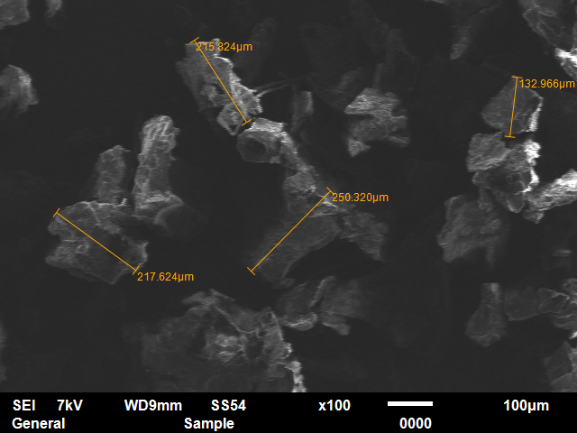 215.824µm
132.966µm
250.320µm
217.624µm
SEI 7kV WD9mm SS54 x100 100µm
General Sample 0000